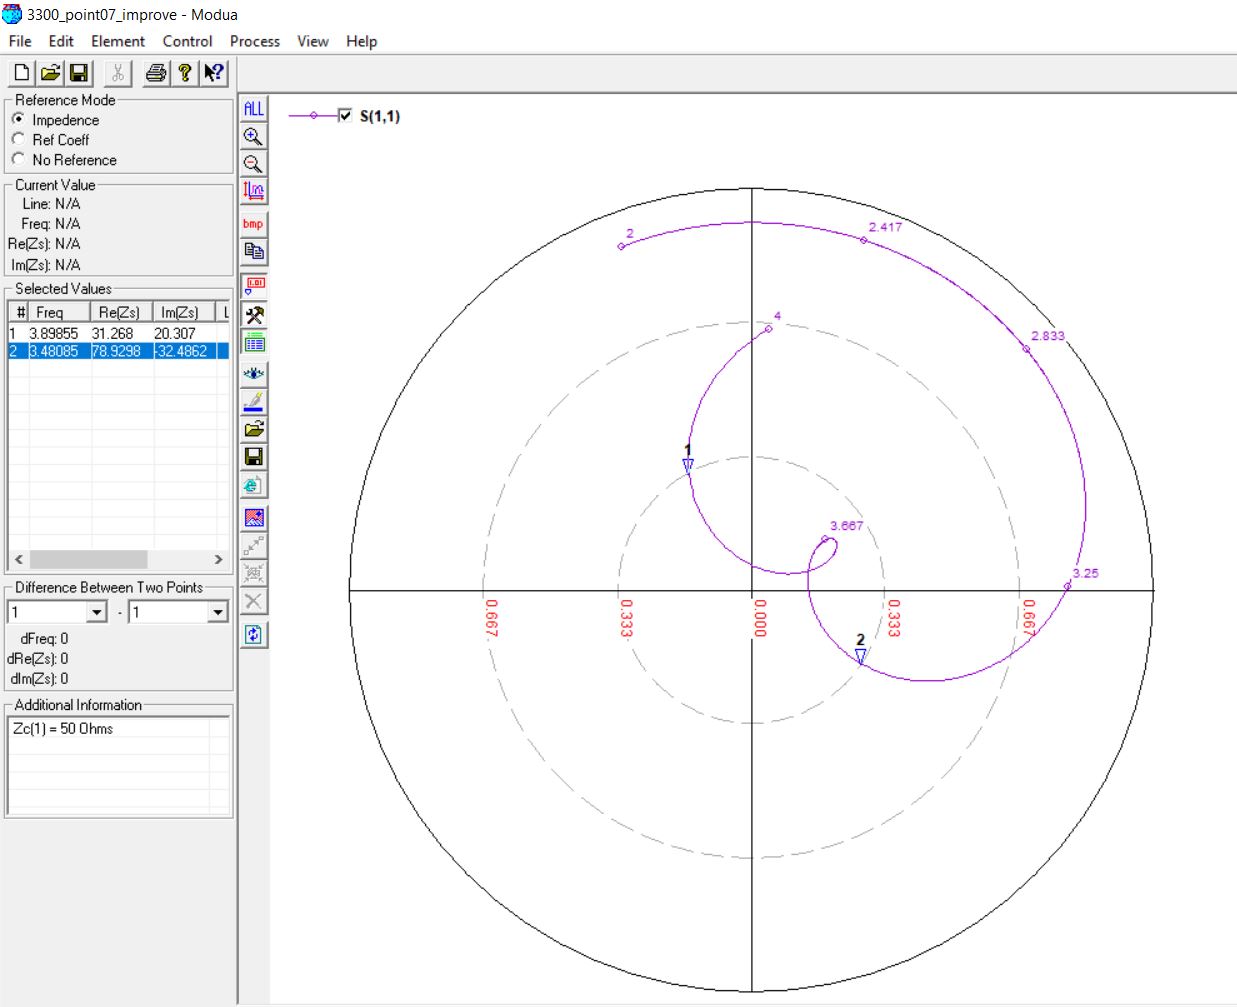 3300_point07_improve - Modua
File Edit Element Control Process View Help
Reference Mode
Impedence
Ref Coeff
No Reference
Current Value
Line: N/A
Freq: N/A
Re(Zs): N/A
Im(Zs): N/A
Selected Values
# Freq Re(Zs) Im(Zs) L
1 3.89855 31.268 20.307
2 3.48085 78.9298 -32.4862
Difference Between Two Points
1 - 1
dFreq: 0
dRe(Zs): 0
dIm(Zs): 0
Additional Information
Zc(1) = 50 Ohms
ALL
bmp
1.01
S(1,1)
2
2.417
4
2.833
1
3.667
3.25
0.667
0.333
0.000
0.333
0.667
2